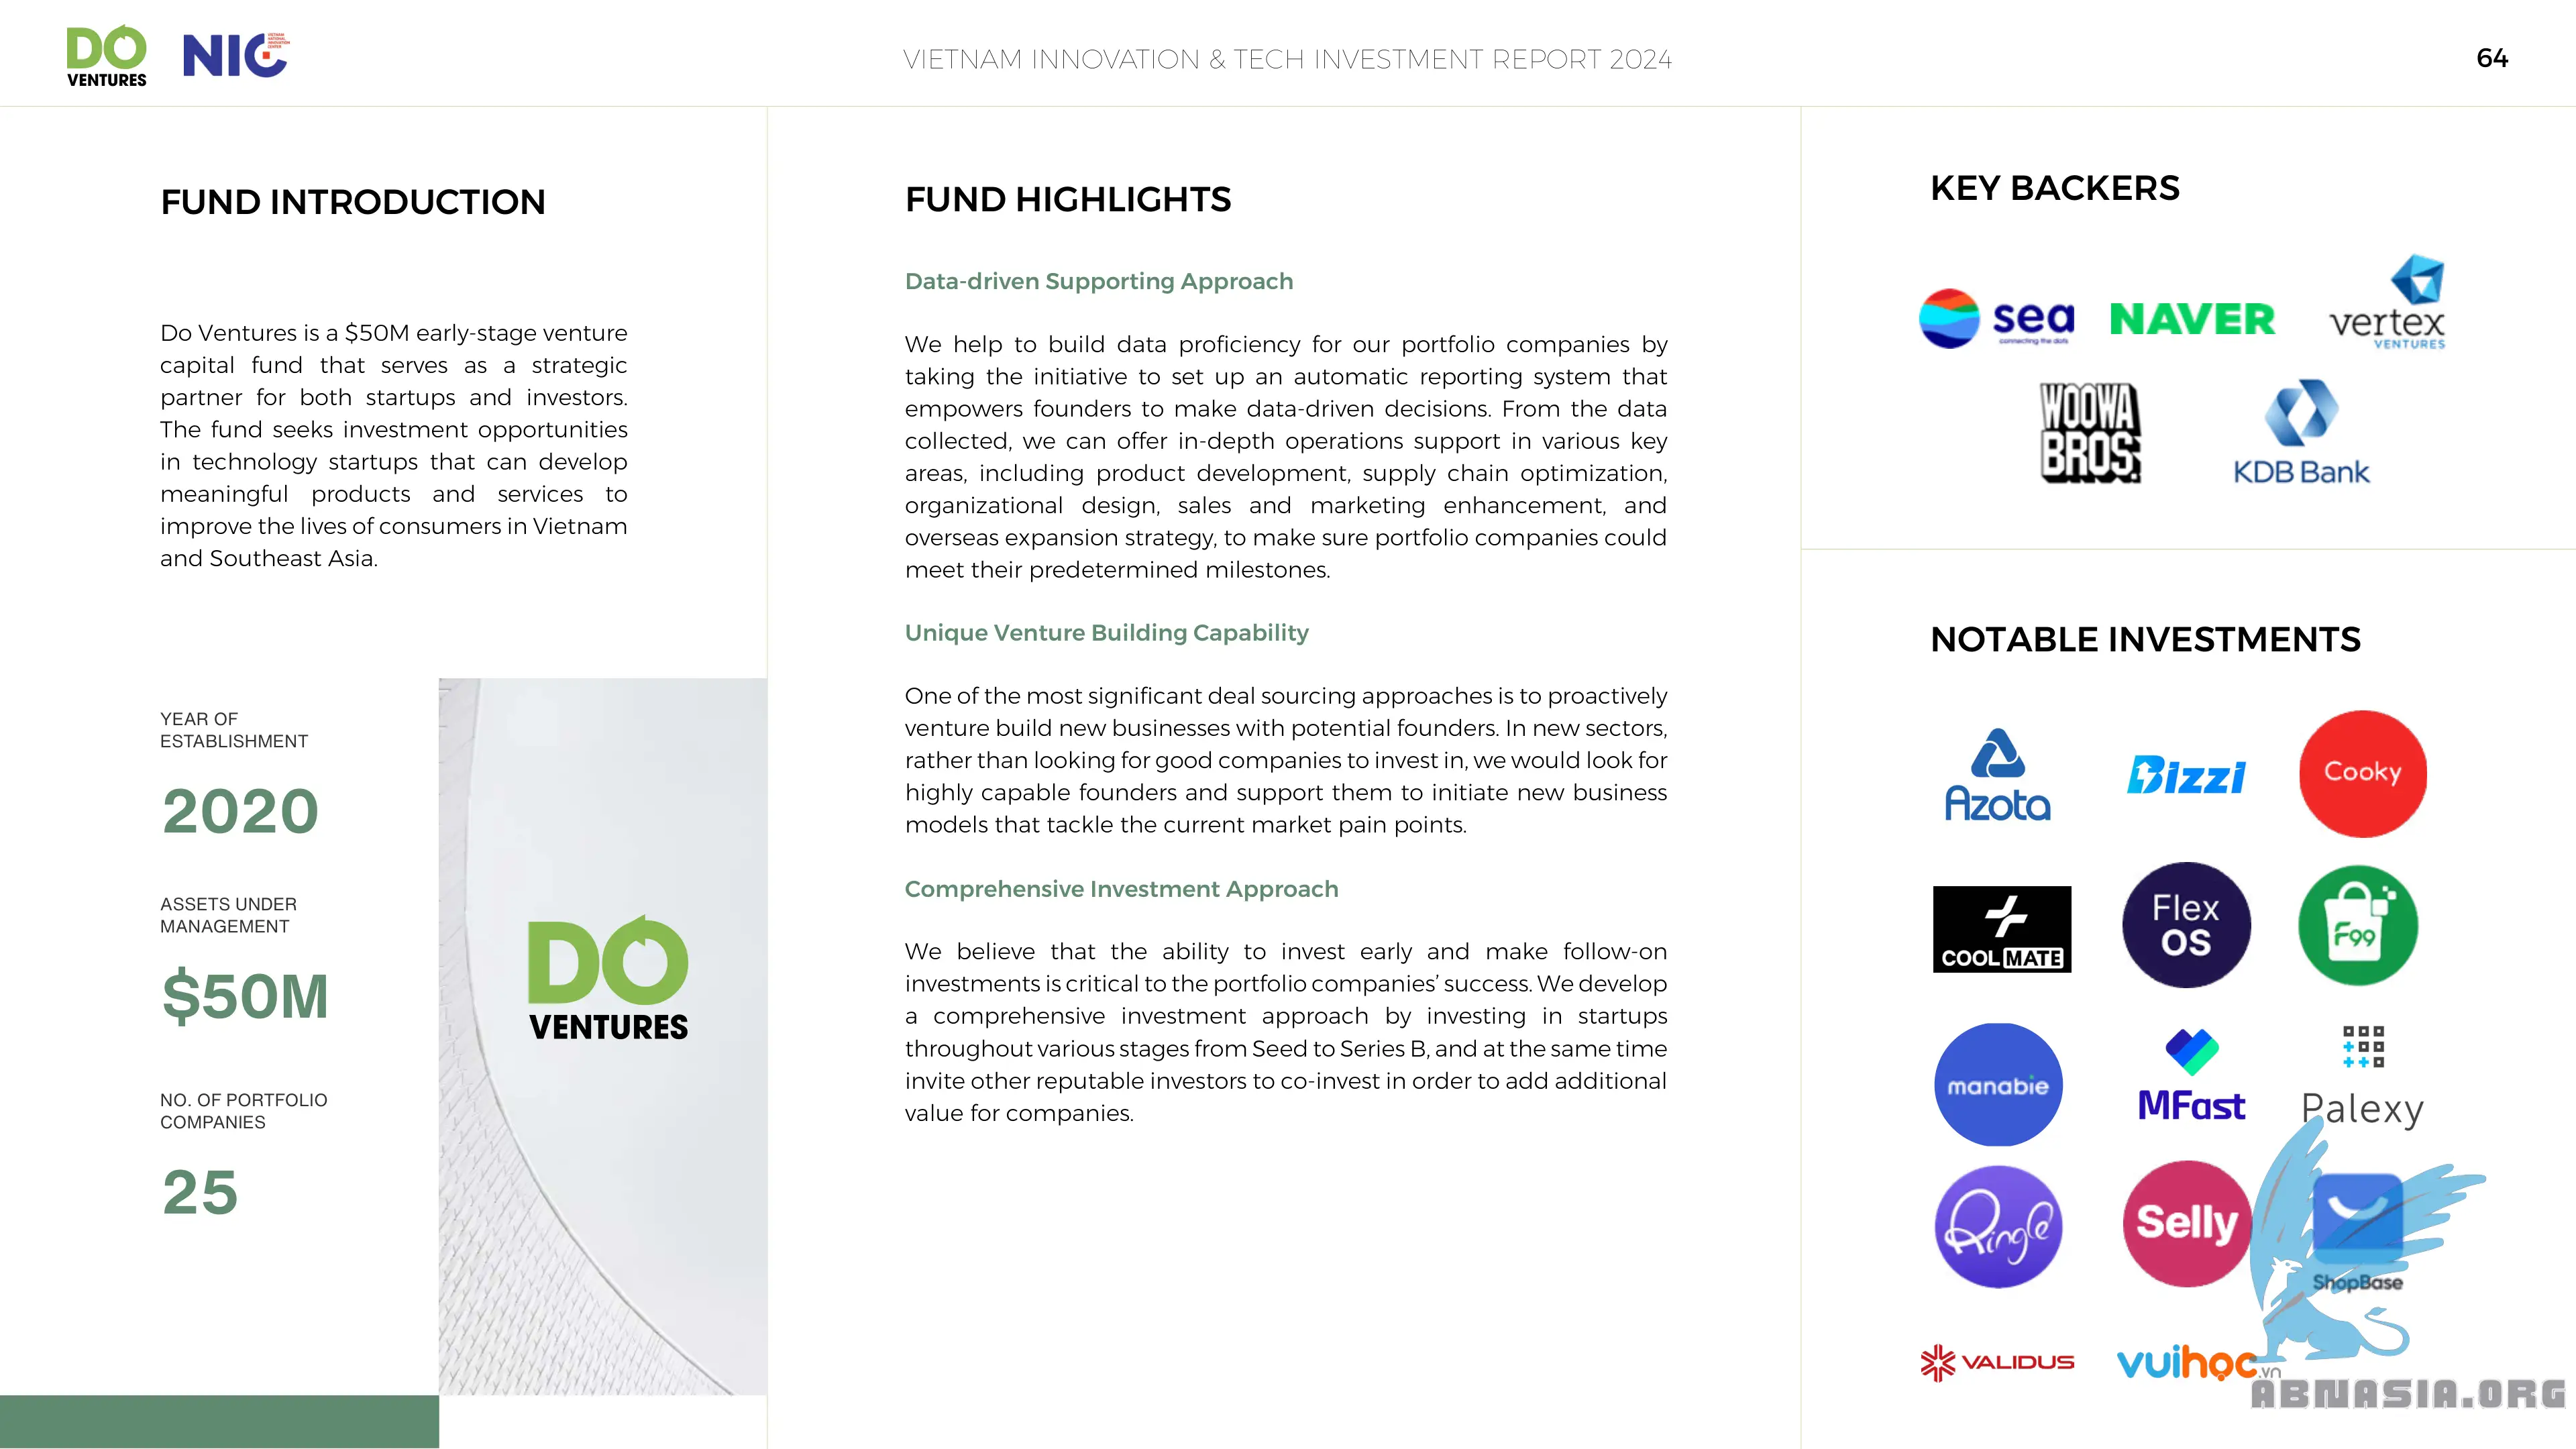 DO
VENTURES
NIC
VIETNAM
NATIONAL
INNOVATION
CENTER
VIETNAM INNOVATION & TECH INVESTMENT REPORT 2024
64
FUND INTRODUCTION
Do Ventures is a $50M early-stage venture
capital fund that serves as a strategic
partner for both startups and investors.
The fund seeks investment opportunities
in technology startups that can develop
meaningful products and services to
improve the lives of consumers in Vietnam
and Southeast Asia.
YEAR OF
ESTABLISHMENT
2020
ASSETS UNDER
MANAGEMENT
$50M
NO. OF PORTFOLIO
COMPANIES
25
DO
VENTURES
FUND HIGHLIGHTS
Data-driven Supporting Approach
We help to build data proficiency for our portfolio companies by
taking the initiative to set up an automatic reporting system that
empowers founders to make data-driven decisions. From the data
collected, we can offer in-depth operations support in various key
areas, including product development, supply chain optimization,
organizational design, sales and marketing enhancement, and
overseas expansion strategy, to make sure portfolio companies could
meet their predetermined milestones.
Unique Venture Building Capability
One of the most significant deal sourcing approaches is to proactively
venture build new businesses with potential founders. In new sectors,
rather than looking for good companies to invest in, we would look for
highly capable founders and support them to initiate new business
models that tackle the current market pain points.
Comprehensive Investment Approach
We believe that the ability to invest early and make follow-on
investments is critical to the portfolio companies’ success. We develop
a comprehensive investment approach by investing in startups
throughout various stages from Seed to Series B, and at the same time
invite other reputable investors to co-invest in order to add additional
value for companies.
KEY BACKERS
sea
connecting the dots
NAVER
vertex
VENTURES
WOOWA
BROS.
KDB Bank
NOTABLE INVESTMENTS
Azota
Bizzi
Cooky
COOLMATE
Flex
OS
F99
manabie
MFast
Palexy
Ringle
Selly
ShopBase
VALIDUS
vuihọc.vn
ABNASIA.ORG